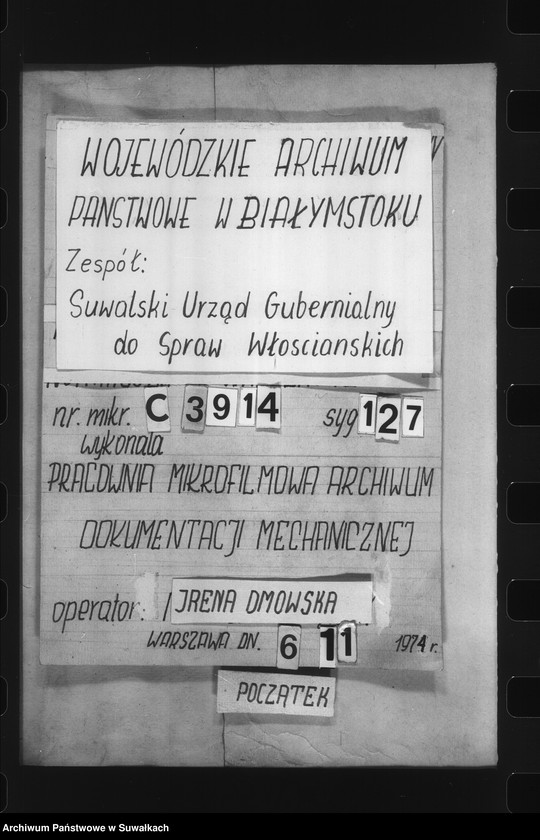 WOJEWÓDZKIE ARCHIWUM
PAŃSTWOWE W BIAŁYMSTOKU
Zespół:
Suwalski Urząd Gubernialny
do Spraw Włoscianskich
nr. mikr. C 3914 syg 127
wykonała
PRACOWNIA MIKROFILMOWA ARCHIWUM
DOKUMENTACJI MECHANICZNEJ
operator: IRENA DMOWSKA
WARSZAWA DN. 6 11 1974 r.
POCZĄTEK
Archiwum Państwowe w Suwałkach